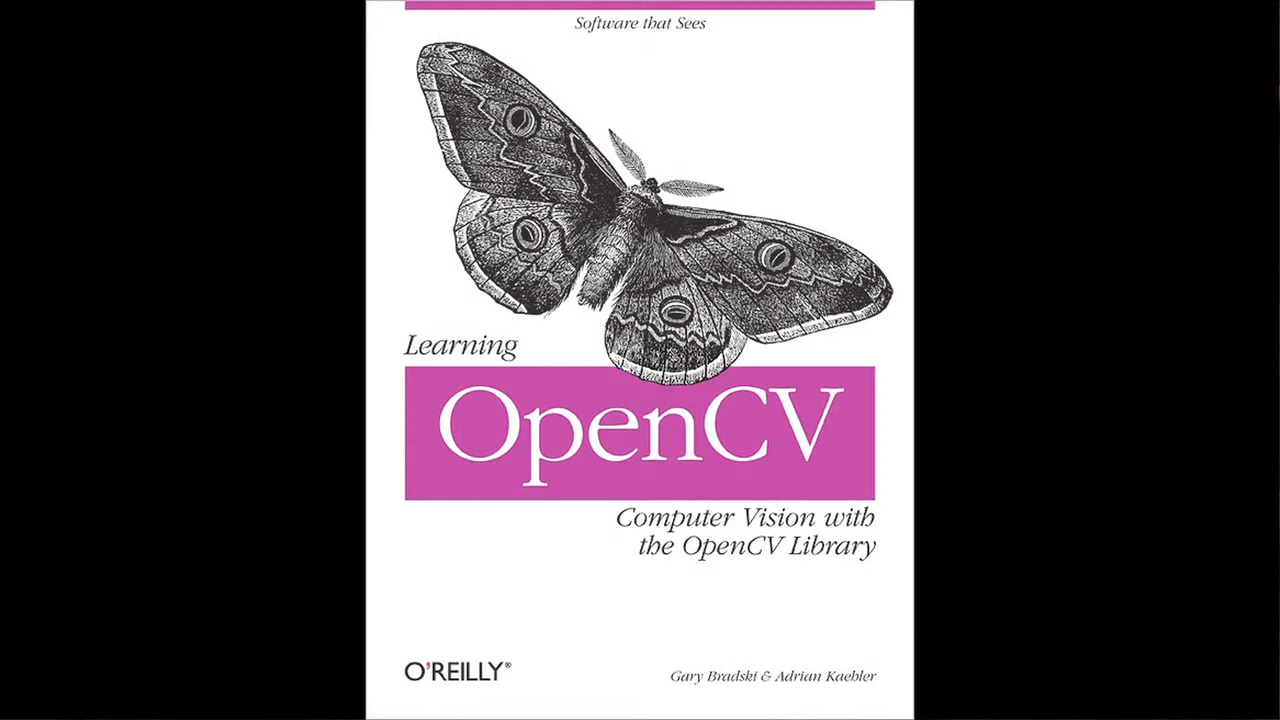 Software that Sees
Learning
OpenCV
Computer Vision with
the OpenCV Library
O'REILLY®
Gary Bradski & Adrian Kaehler